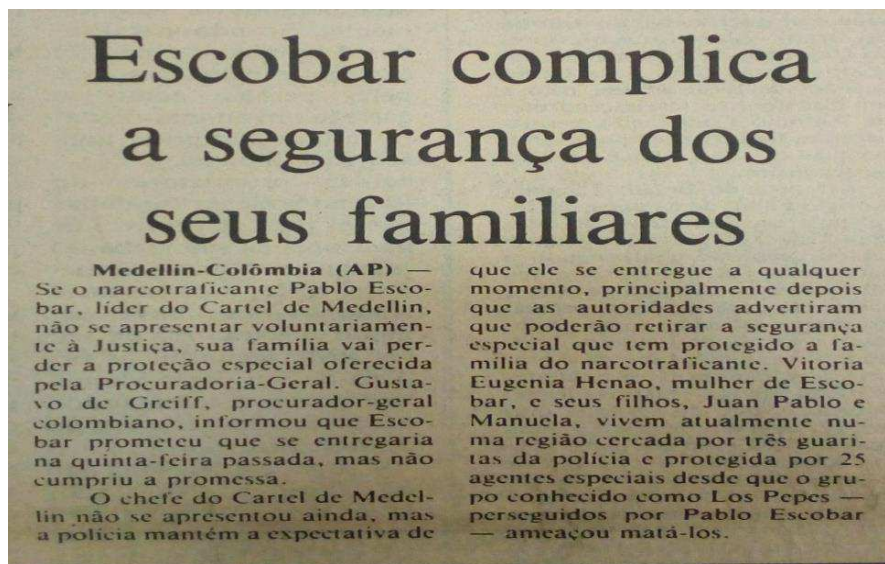 Escobar complica
a segurança dos
seus familiares
Medellin-Colômbia (AP) —
Se o narcotraficante Pablo Esco-
bar, líder do Cartel de Medellin,
não se apresentar voluntariamen-
te à Justiça, sua família vai per-
der a proteção especial oferecida
pela Procuradoria-Geral. Gusta-
vo de Greiff, procurador-geral
colombiano, informou que Esco-
bar prometeu que se entregaria
na quinta-feira passada, mas não
cumpriu a promessa.
O chefe do Cartel de Medel-
lin não se apresentou ainda, mas
a polícia mantém a expectativa de
que ele se entregue a qualquer
momento, principalmente depois
que as autoridades advertiram
que poderão retirar a segurança
especial que tem protegido a fa-
mília do narcotraficante. Vitoria
Eugenia Henao, mulher de Esco-
bar, e seus filhos, Juan Pablo e
Manuela, vivem atualmente nu-
ma região cercada por três guari-
tas da polícia e protegida por 25
agentes especiais desde que o gru-
po conhecido como Los Pepes —
perseguidos por Pablo Escobar
— ameaçou matá-los.